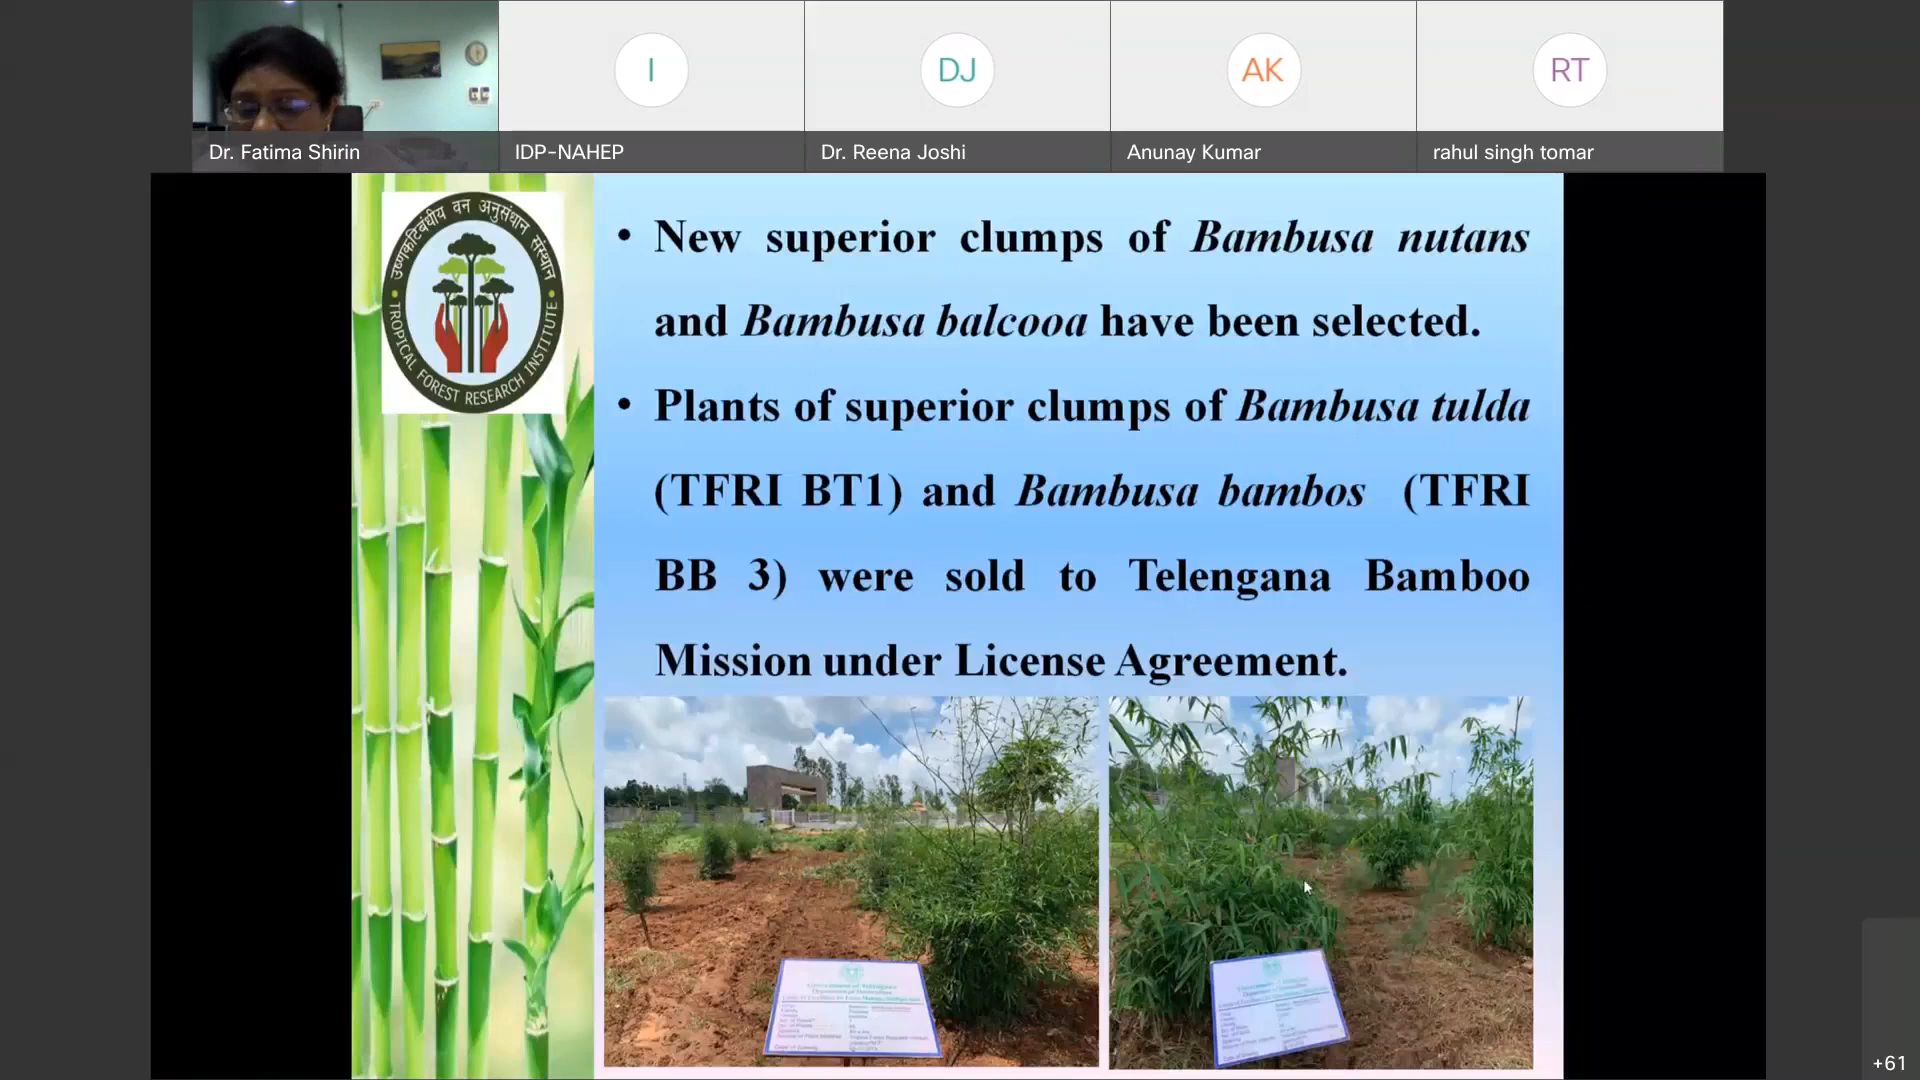 I
DJ
AK
RT
Dr. Fatima Shirin
IDP-NAHEP
Dr. Reena Joshi
Anunay Kumar
rahul singh tomar
उष्णकटिबंधीय वन अनुसंधान संस्थान
TROPICAL FOREST RESEARCH INSTITUTE
• New superior clumps of Bambusa nutans
and Bambusa balcooa have been selected.
• Plants of superior clumps of Bambusa tulda
(TFRI BT1) and Bambusa bambos (TFRI
BB 3) were sold to Telengana Bamboo
Mission under License Agreement.
Government of Telangana
+61